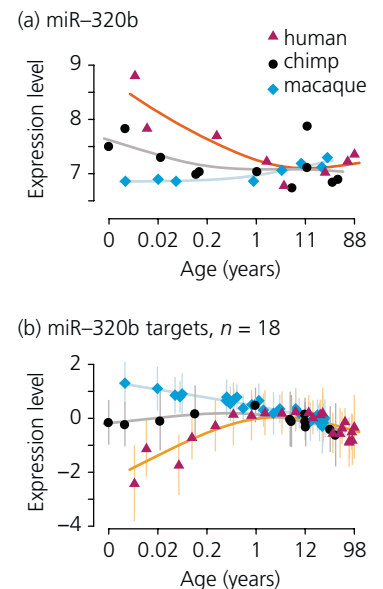 (a) miR–320b
human
chimp
macaque
Expression level
9
8
7
0 0.02 0.2 1 11 88
Age (years)
(b) miR–320b targets, n = 18
Expression level
2
0
−2
−4
0 0.02 0.2 1 12 98
Age (years)